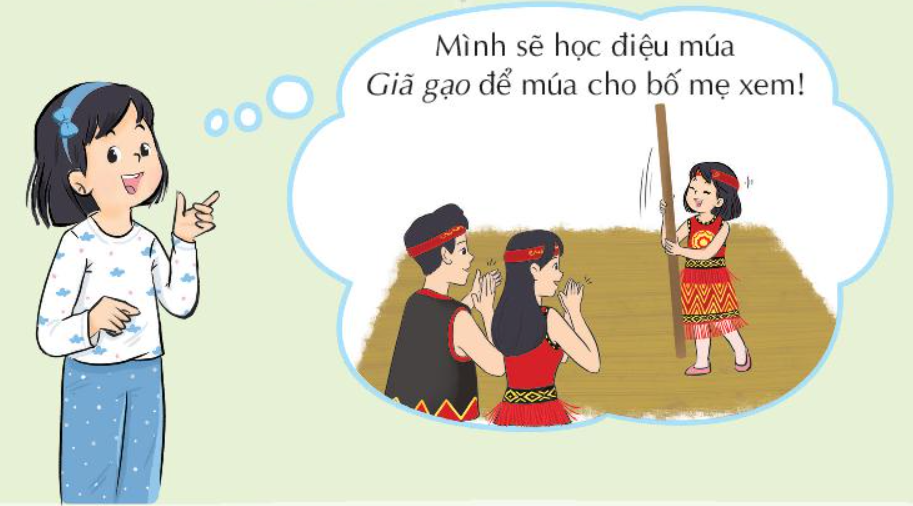 Mình sẽ học điệu múa
Giã gạo để múa cho bố mẹ xem!